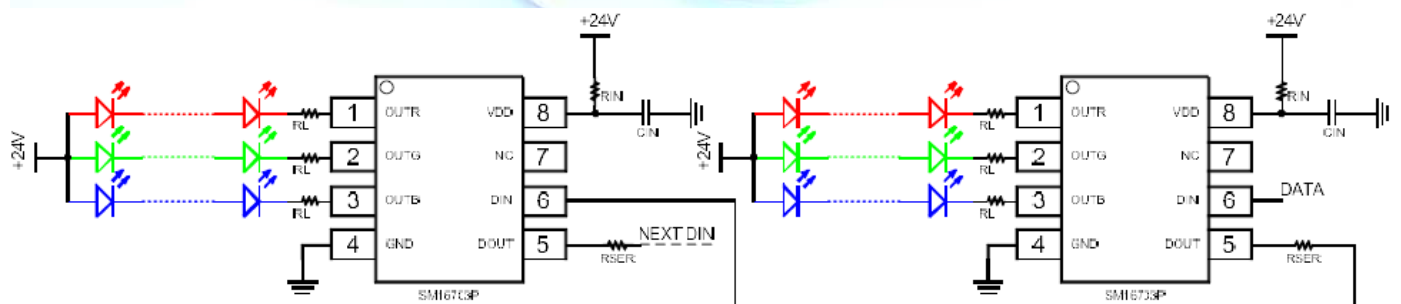 +24V +24V
RIN RIN
1 OUTR VDD 8 1 OUTR VDD 8
RL CIN RL CIN
+24V 2 OUTG NC 7 +24V 2 OUTG NC 7
RL RL
3 OUTB DIN 6 3 OUTB DIN 6 DATA
RL RL
4 GND DOUT 5 NEXT DIN 4 GND DOUT 5
RSER RSER
SM16703P SM16703P